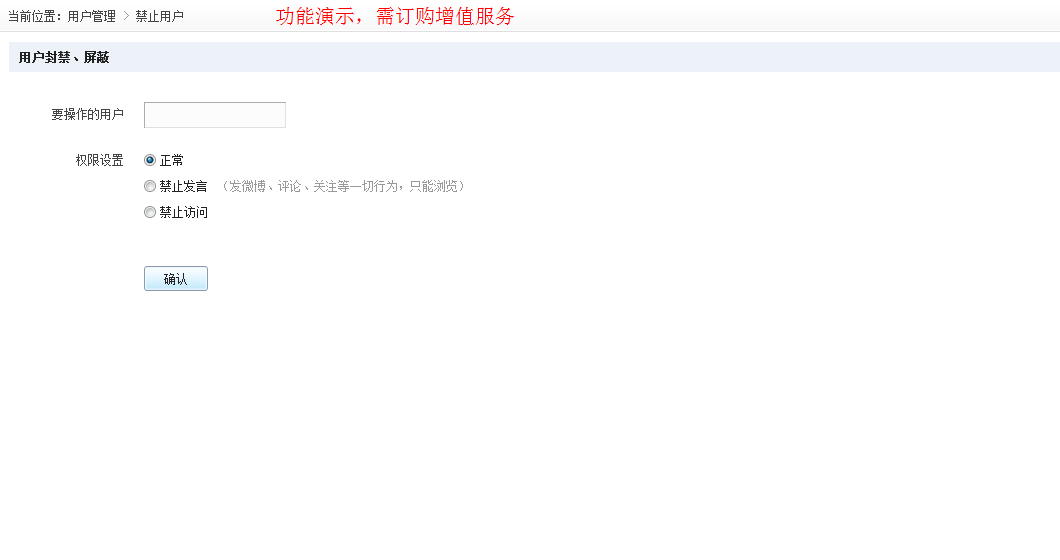 当前位置：用户管理 > 禁止用户 功能演示，需订购增值服务
用户封禁、屏蔽
要操作的用户
权限设置 正常
禁止发言 （发微博、评论、关注等一切行为，只能浏览）
禁止访问
确认